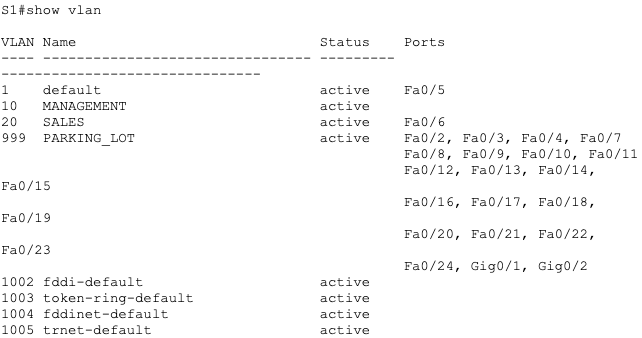 S1#show vlan
VLAN Name                             Status    Ports
---- -------------------------------- ---------
-------------------------------
1    default                          active    Fa0/5
10   MANAGEMENT                       active
20   SALES                            active    Fa0/6
999  PARKING_LOT                      active    Fa0/2, Fa0/3, Fa0/4, Fa0/7
                                                Fa0/8, Fa0/9, Fa0/10, Fa0/11
                                                Fa0/12, Fa0/13, Fa0/14,
Fa0/15
                                                Fa0/16, Fa0/17, Fa0/18,
Fa0/19
                                                Fa0/20, Fa0/21, Fa0/22,
Fa0/23
                                                Fa0/24, Gig0/1, Gig0/2
1002 fddi-default                     active
1003 token-ring-default               active
1004 fddinet-default                  active
1005 trnet-default                    active